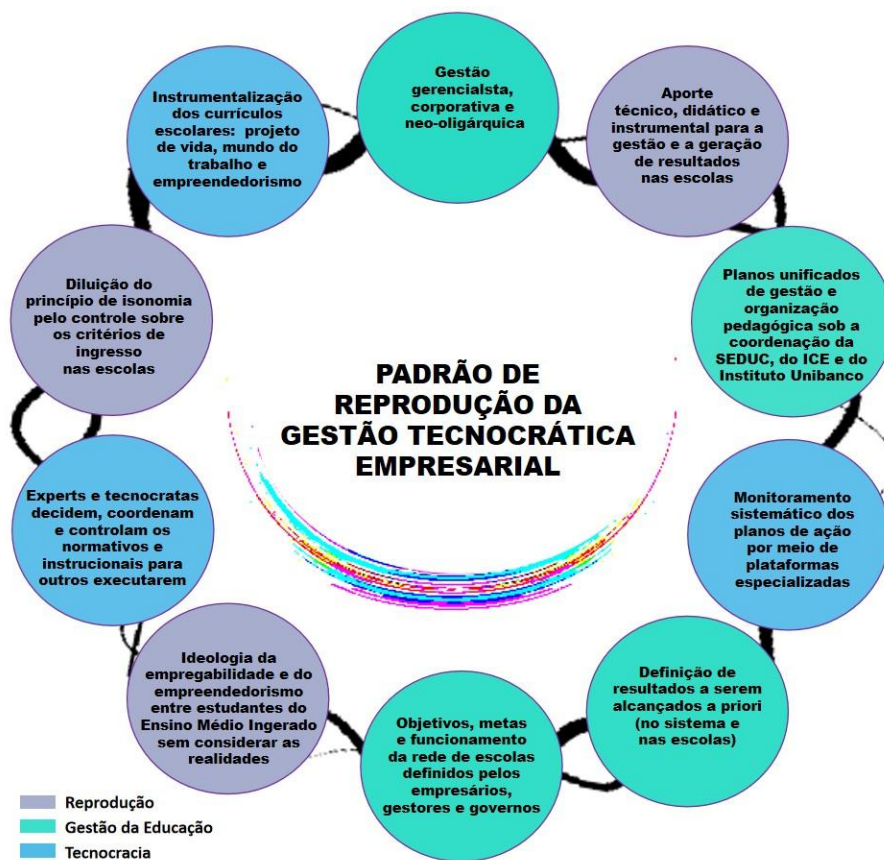 Gestão
gerencialsta,
corporativa e
neo-oligárquica
Aporte
técnico, didático e
instrumental para a
gestão e a geração
de resultados
nas escolas
Planos unificados
de gestão e
organização
pedagógica sob a
coordenação da
SEDUC, do ICE e do
Instituto Unibanco
Monitoramento
sistemático dos
planos de ação
por meio de
plataformas
especializadas
Definição de
resultados a serem
alcançados a priori
(no sistema e
nas escolas)
Objetivos, metas
e funcionamento
da rede de escolas
definidos pelos
empresários,
gestores e governos
Ideologia da
empregabilidade e do
empreendedorismo
entre estudantes do
Ensino Médio Ingerado
sem considerar as
realidades
Experts e tecnocratas
decidem, coordenam
e controlam os
normativos e
instrucionais para
outros executarem
Diluição do
princípio de isonomia
pelo controle sobre
os critérios de
ingresso
nas escolas
Instrumentalização
dos currículos
escolares: projeto
de vida, mundo do
trabalho e
empreendedorismo
PADRÃO DE
REPRODUÇÃO DA
GESTÃO TECNOCRÁTICA
EMPRESARIAL
Reprodução
Gestão da Educação
Tecnocracia